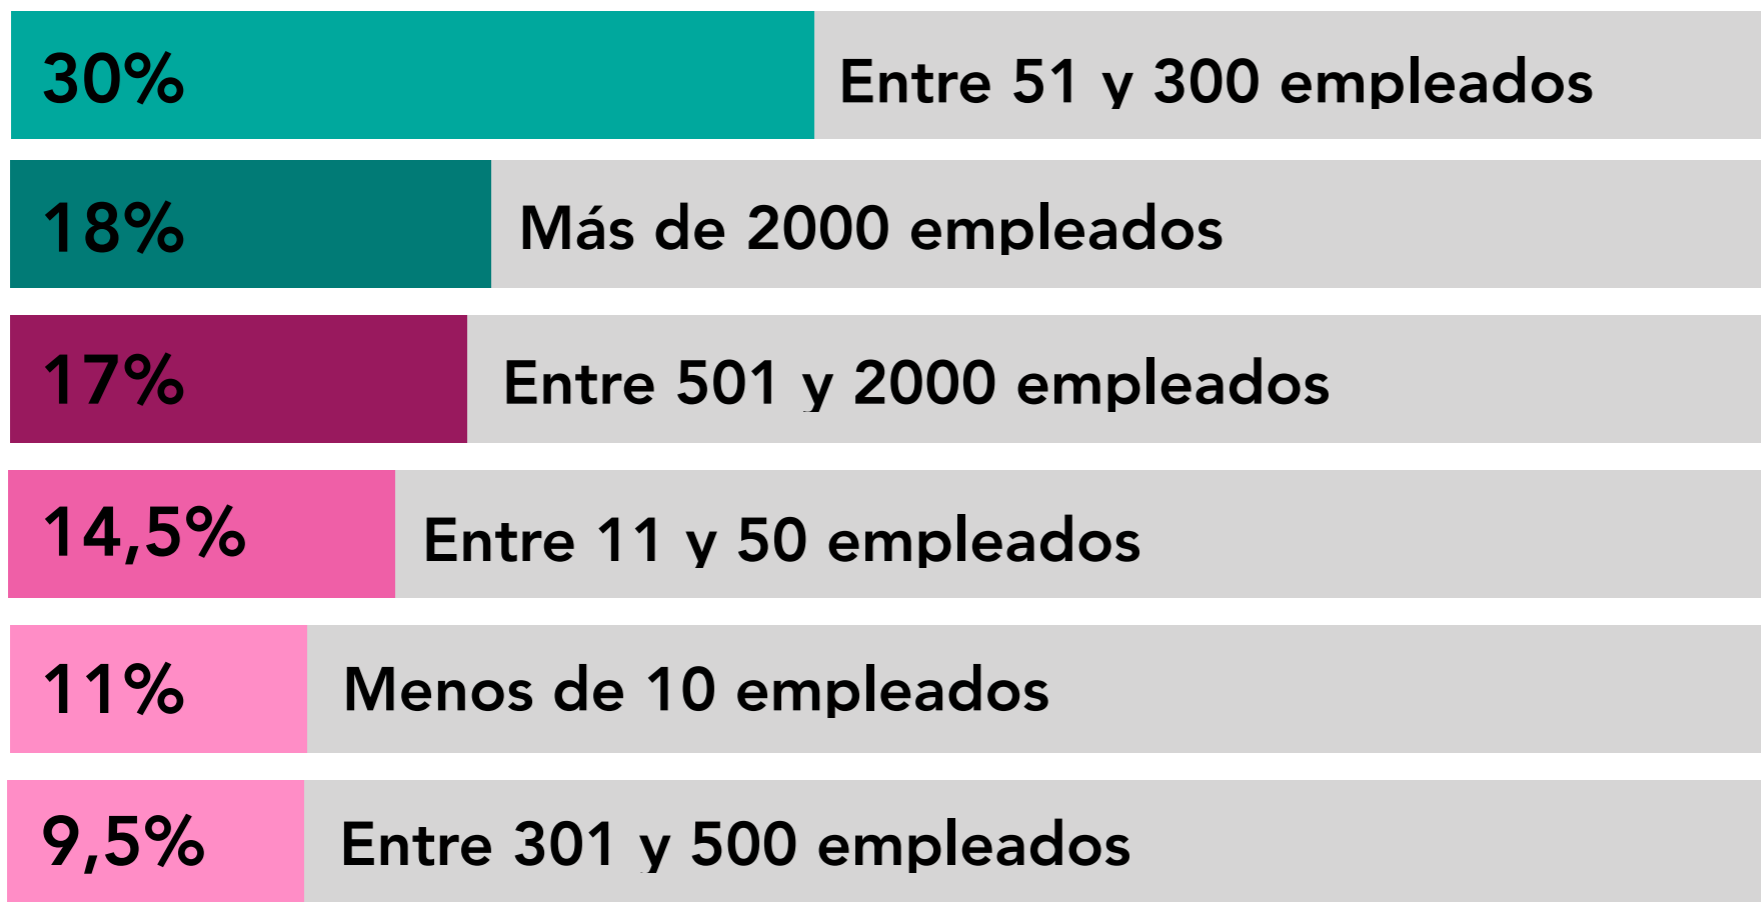 30% Entre 51 y 300 empleados
18% Más de 2000 empleados
17% Entre 501 y 2000 empleados
14,5% Entre 11 y 50 empleados
11% Menos de 10 empleados
9,5% Entre 301 y 500 empleados